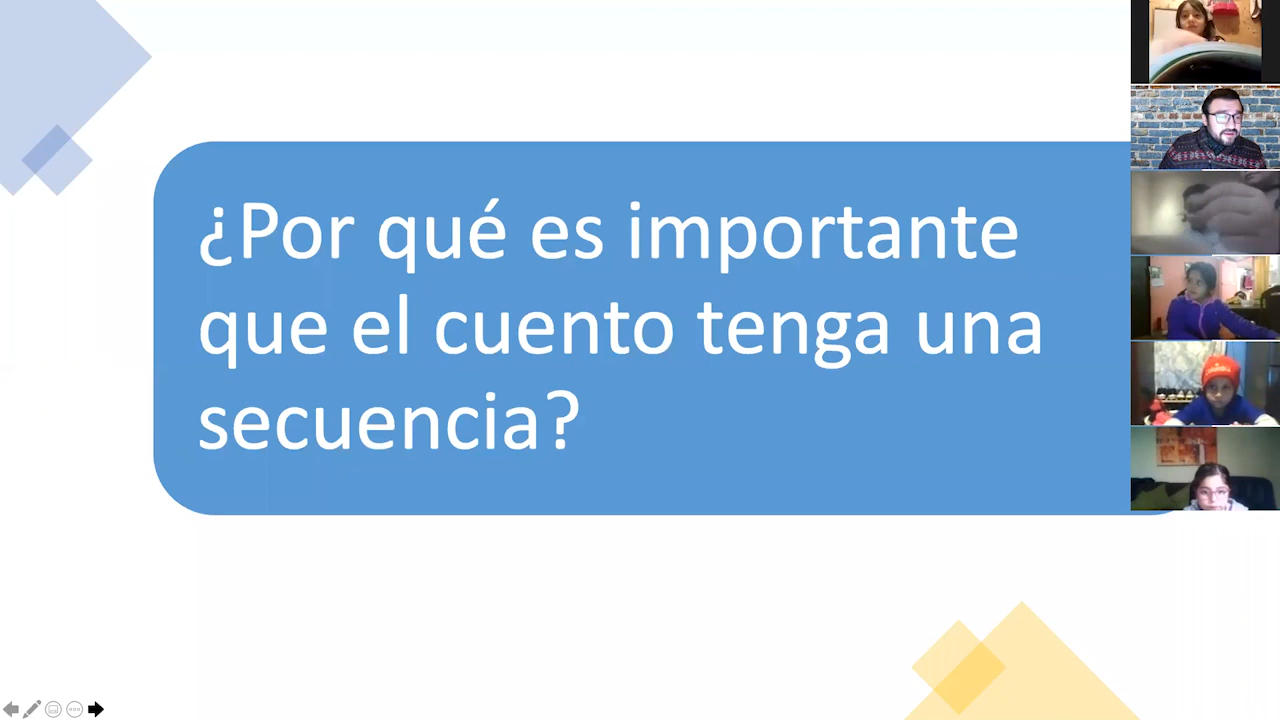 ¿Por qué es importante
que el cuento tenga una
secuencia?